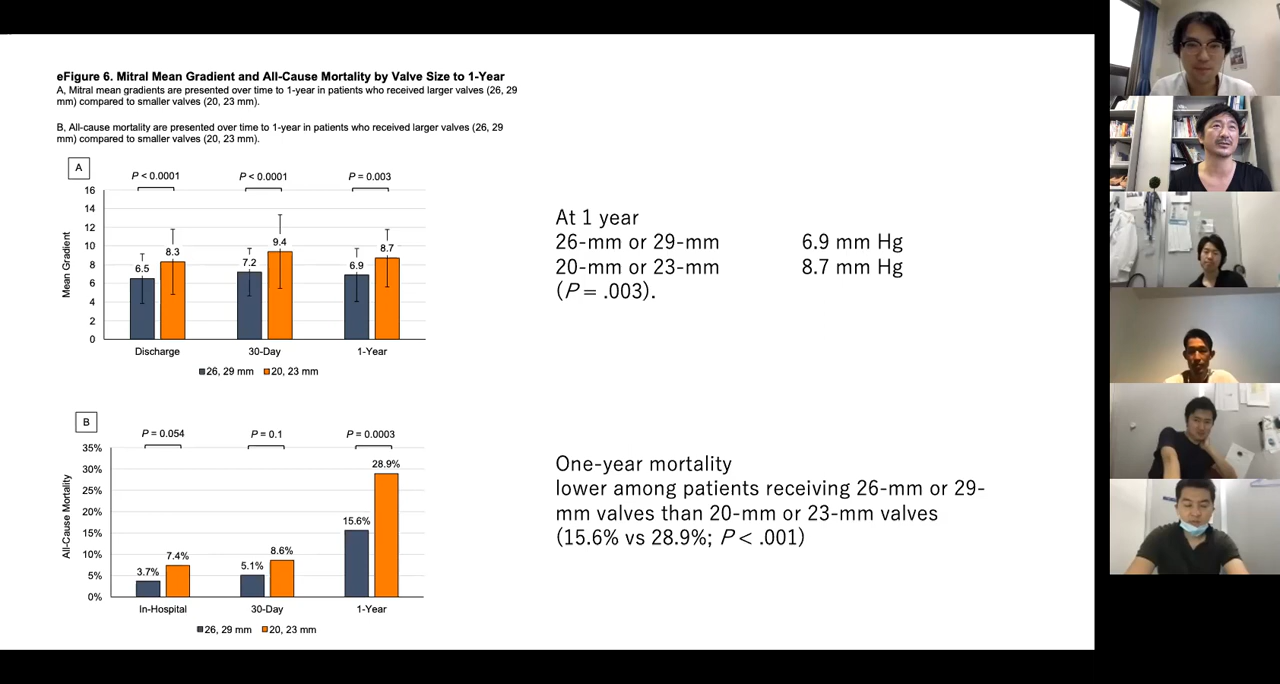 eFigure 6. Mitral Mean Gradient and All-Cause Mortality by Valve Size to 1-Year
A, Mitral mean gradients are presented over time to 1-year in patients who received larger valves (26, 29
mm) compared to smaller valves (20, 23 mm).
B, All-cause mortality are presented over time to 1-year in patients who received larger valves (26, 29
mm) compared to smaller valves (20, 23 mm).
A
P < 0.0001 P < 0.0001 P = 0.003
Mean Gradient
16
14
12
10
8
6
4
2
0
6.5 8.3 7.2 9.4 6.9 8.7
Discharge 30-Day 1-Year
26, 29 mm 20, 23 mm
At 1 year
26-mm or 29-mm 6.9 mm Hg
20-mm or 23-mm 8.7 mm Hg
(P = .003).
B
P = 0.054 P = 0.1 P = 0.0003
All-Cause Mortality
35%
30%
25%
20%
15%
10%
5%
0%
3.7% 7.4% 5.1% 8.6% 15.6% 28.9%
In-Hospital 30-Day 1-Year
26, 29 mm 20, 23 mm
One-year mortality
lower among patients receiving 26-mm or 29-
mm valves than 20-mm or 23-mm valves
(15.6% vs 28.9%; P < .001)